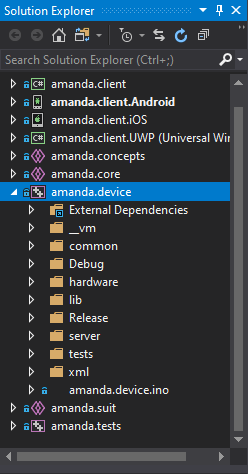 Solution Explorer
Search Solution Explorer (Ctrl+;)
amanda.client
amanda.client.Android
amanda.client.iOS
amanda.client.UWP (Universal Win
amanda.concepts
amanda.core
amanda.device
External Dependencies
__vm
common
Debug
hardware
lib
Release
server
tests
xml
amanda.device.ino
amanda.suit
amanda.tests